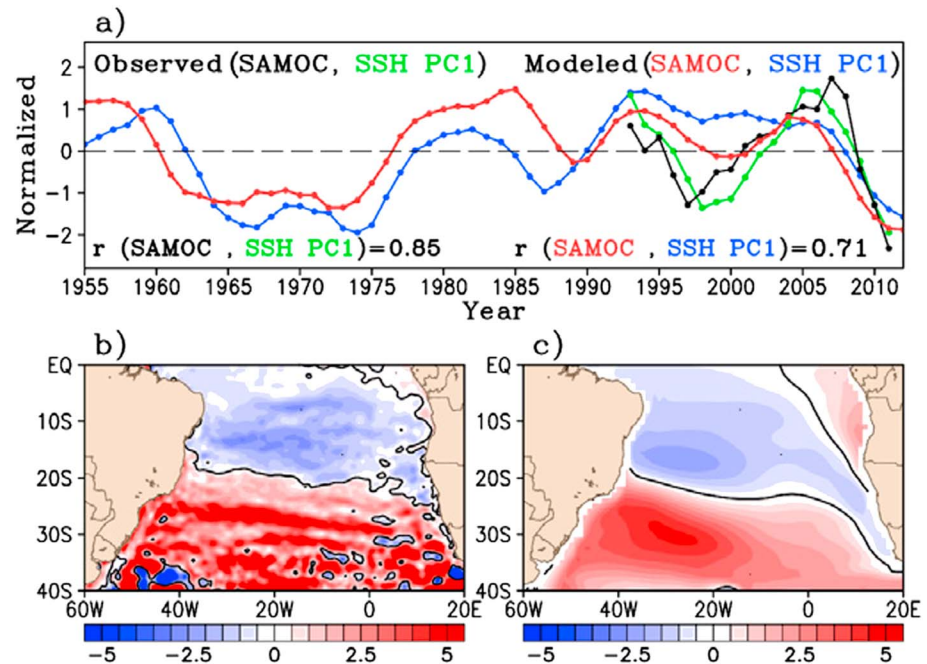 a)
Normalized
2
1
0
-1
-2
Observed (SAMOC, SSH PC1)
Modeled (SAMOC, SSH PC1)
r (SAMOC , SSH PC1)=0.85
r (SAMOC , SSH PC1)=0.71
1955 1960 1965 1970 1975 1980 1985 1990 1995 2000 2005 2010
Year
b)
EQ
10S
20S
30S
40S
60W 40W 20W 0 20E
-5 -2.5 0 2.5 5
c)
EQ
10S
20S
30S
40S
60W 40W 20W 0 20E
-5 -2.5 0 2.5 5